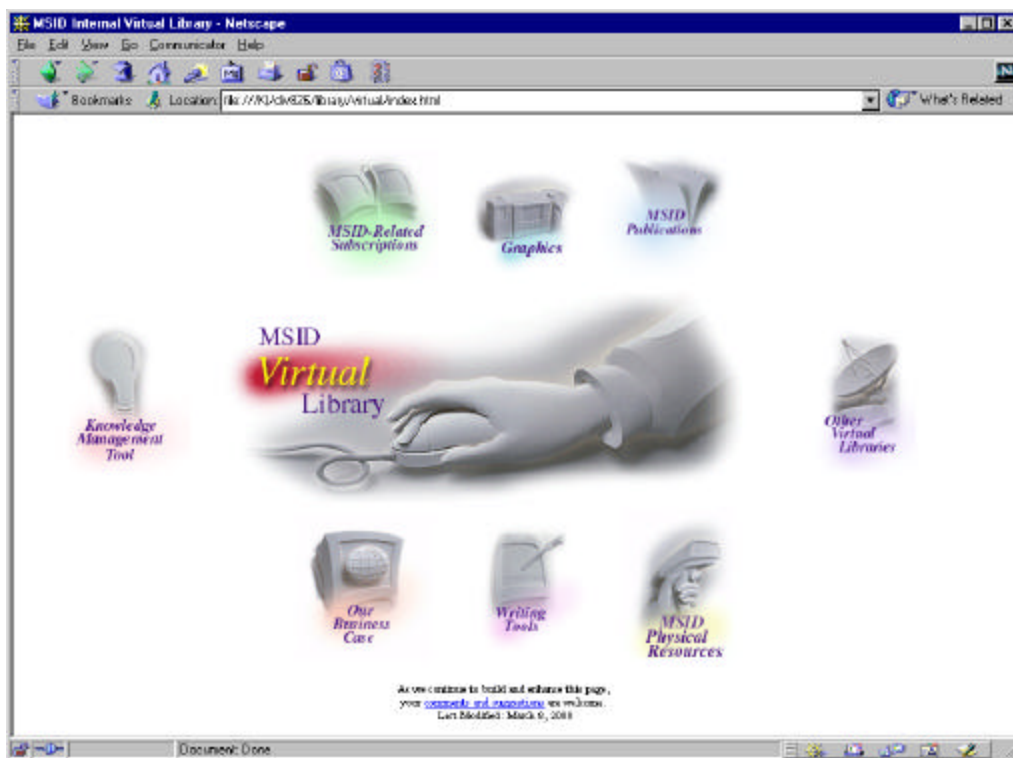 MSID Internal Virtual Library - Netscape
File Edit View Go Communicator Help
Bookmarks Location: file:///K|/div826/library/virtual/index.html What's Related
MSID-Related
Subscriptions
Graphics
MSID
Publications
MSID
Virtual
Library
Knowledge
Management
Tool
Other
Virtual
Libraries
Our
Business
Case
Writing
Tools
MSID
Physical
Resources
As we continue to build and enhance this page,
your comments and suggestions are welcome.
Last Modified: March 8, 2000
Document: Done